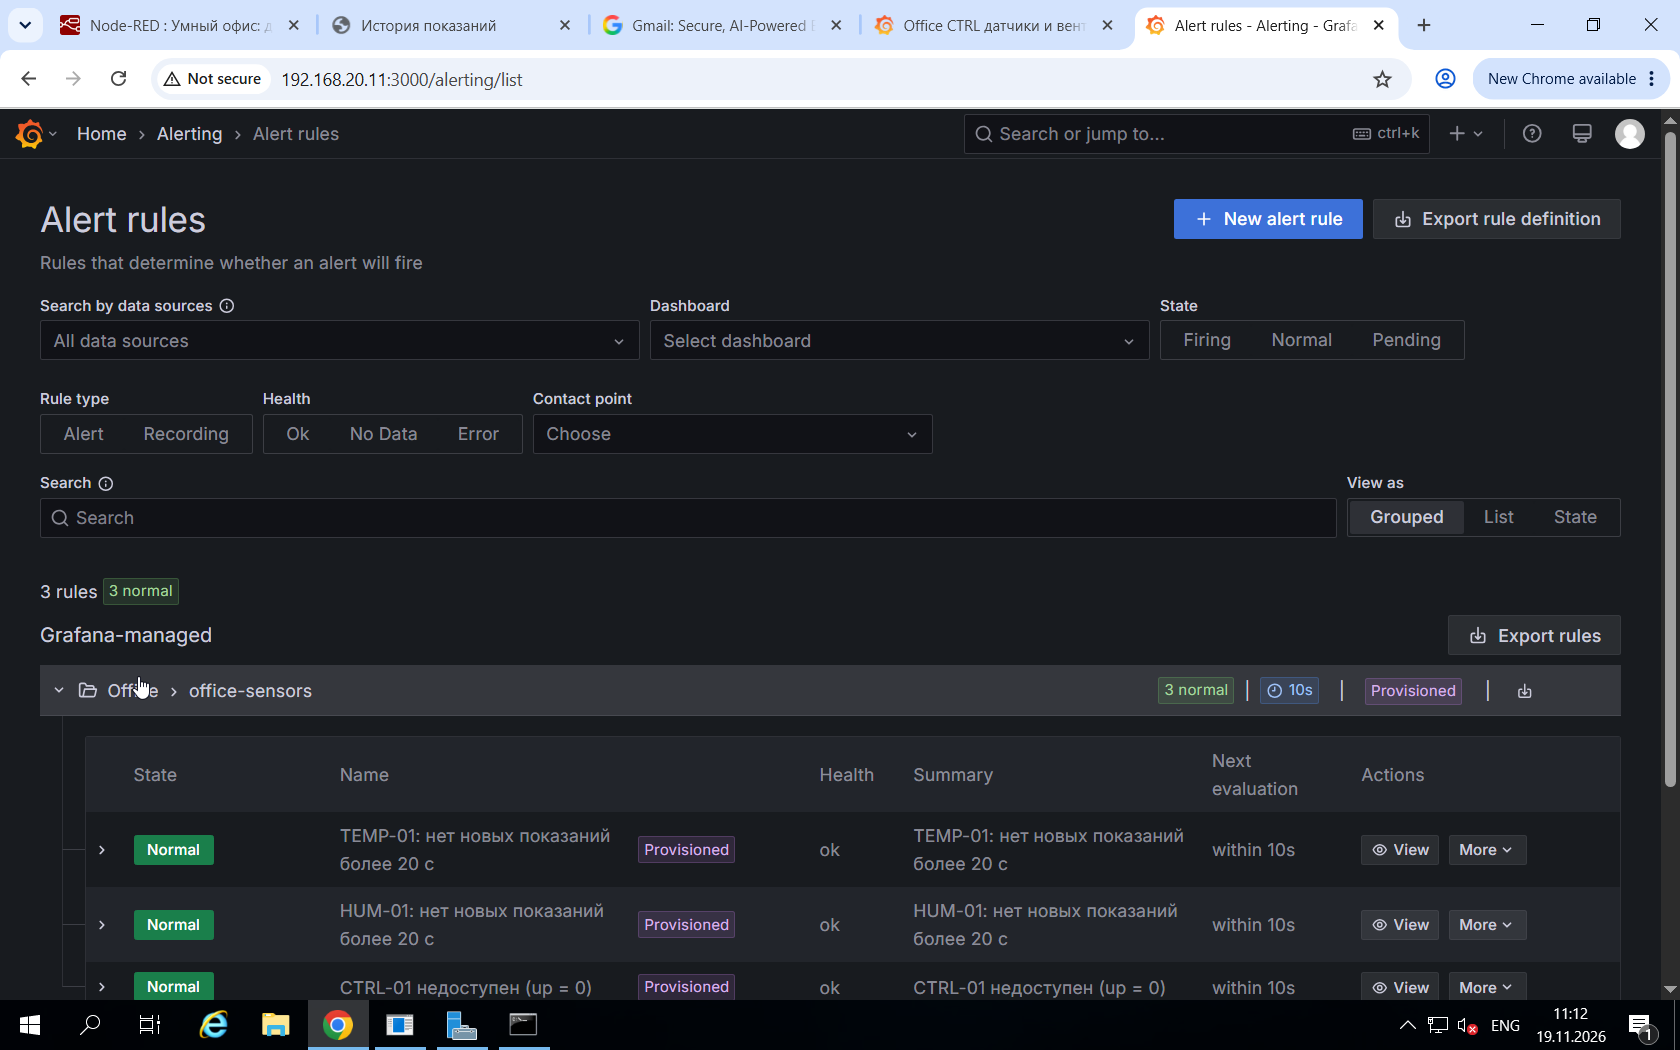 Node-RED : Умный офис: д
История показаний
Gmail: Secure, AI-Powered E
Office CTRL датчики и вент
Alert rules - Alerting - Grafa
Not secure
192.168.20.11:3000/alerting/list
New Chrome available
Home › Alerting › Alert rules
Search or jump to...
ctrl+k
Alert rules
New alert rule
Export rule definition
Rules that determine whether an alert will fire
Search by data sources
Dashboard
State
All data sources
Select dashboard
Firing
Normal
Pending
Rule type
Health
Contact point
Alert
Recording
Ok
No Data
Error
Choose
Search
View as
Search
Grouped
List
State
3 rules
3 normal
Grafana-managed
Export rules
Office › office-sensors
3 normal
10s
Provisioned
State
Name
Health
Summary
Next
evaluation
Actions
Normal
TEMP-01: нет новых показаний
более 20 с
Provisioned
ok
TEMP-01: нет новых показаний
более 20 с
within 10s
View
More
Normal
HUM-01: нет новых показаний
более 20 с
Provisioned
ok
HUM-01: нет новых показаний
более 20 с
within 10s
View
More
Normal
CTRL-01 недоступен (up = 0)
Provisioned
ok
CTRL-01 недоступен (up = 0)
within 10s
View
More
ENG
11:12
19.11.2026
1